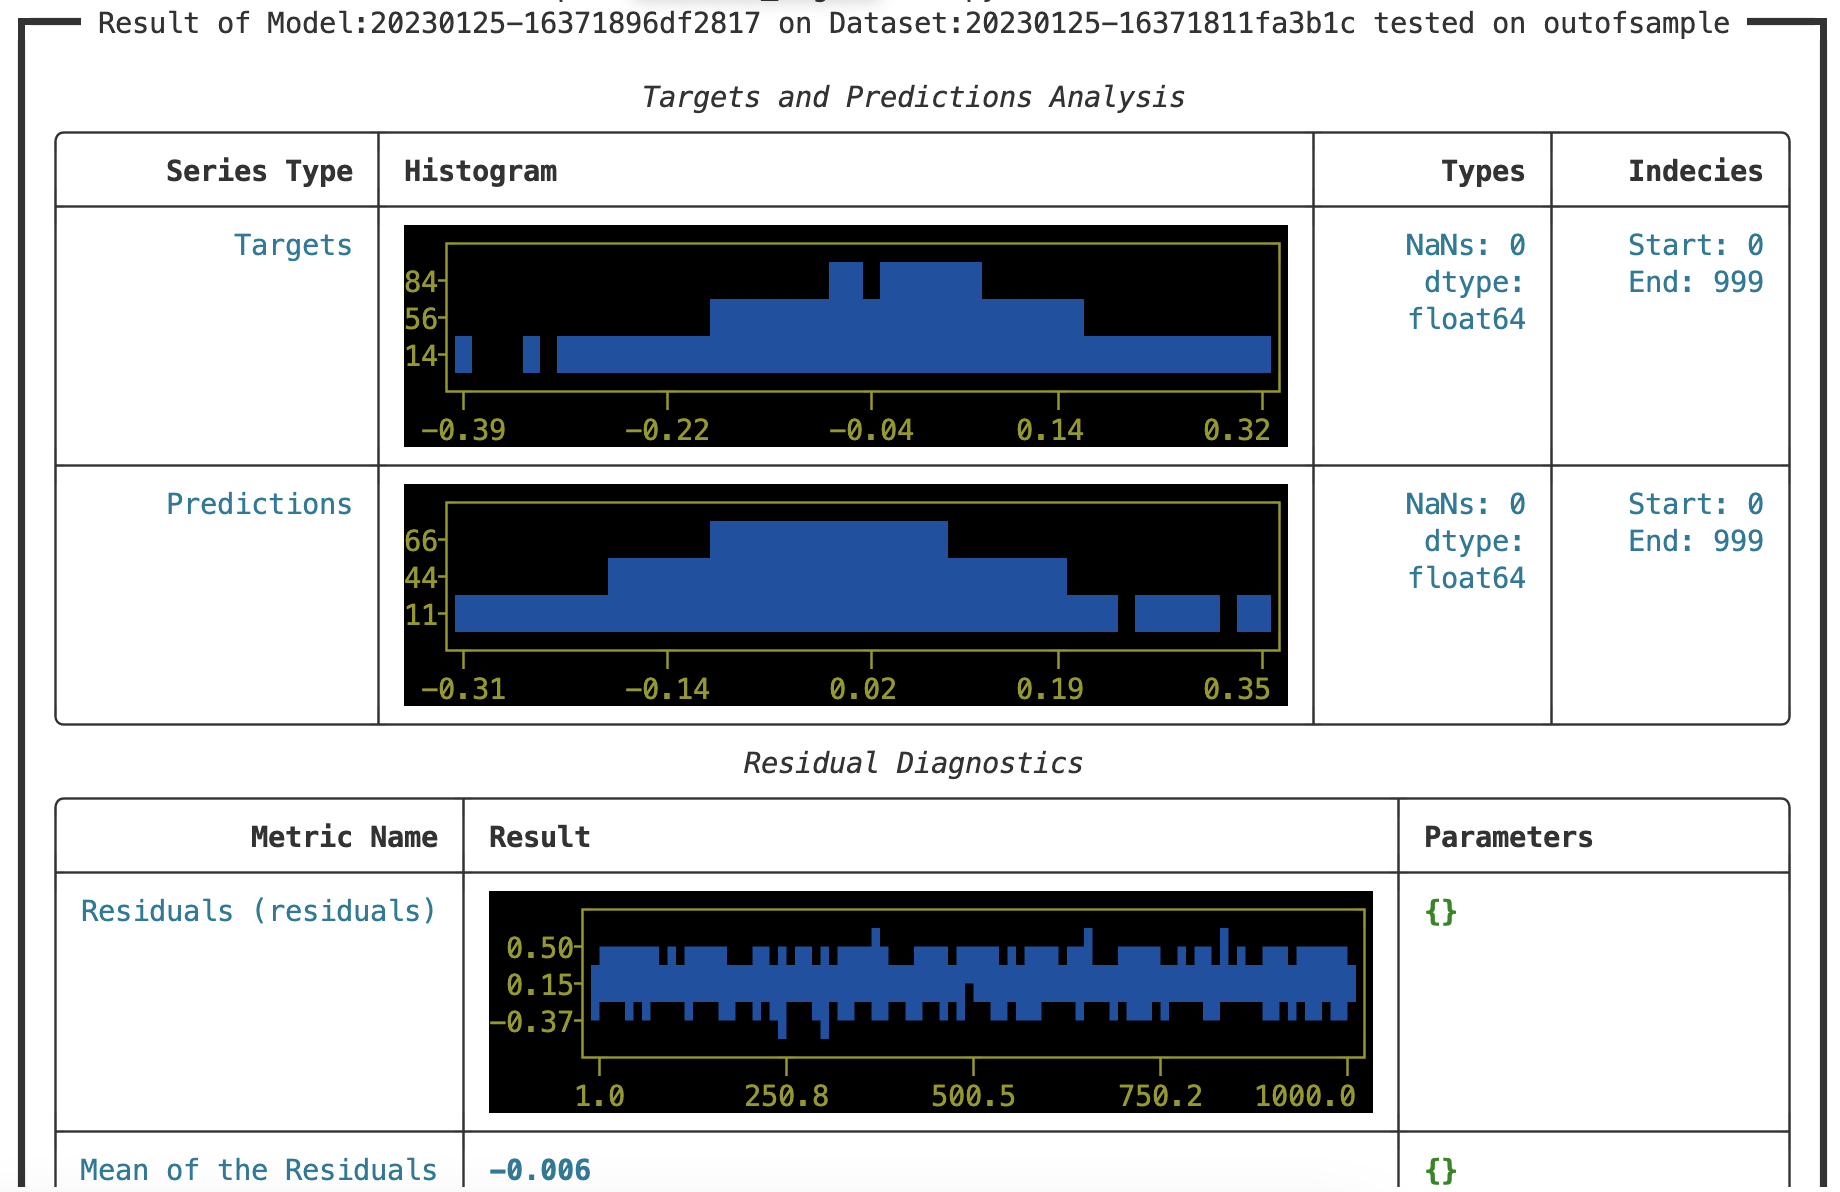 Result of Model:20230125-16371896df2817 on Dataset:20230125-16371811fa3b1c tested on outofsample
Targets and Predictions Analysis
Series Type Histogram Types Indecies
Targets NaNs: 0 Start: 0
84 dtype: End: 999
56 float64
14
-0.39 -0.22 -0.04 0.14 0.32
Predictions NaNs: 0 Start: 0
66 dtype: End: 999
44 float64
11
-0.31 -0.14 0.02 0.19 0.35
Residual Diagnostics
Metric Name Result Parameters
Residuals (residuals) {}
0.50
0.15
-0.37
1.0 250.8 500.5 750.2 1000.0
Mean of the Residuals -0.006 {}